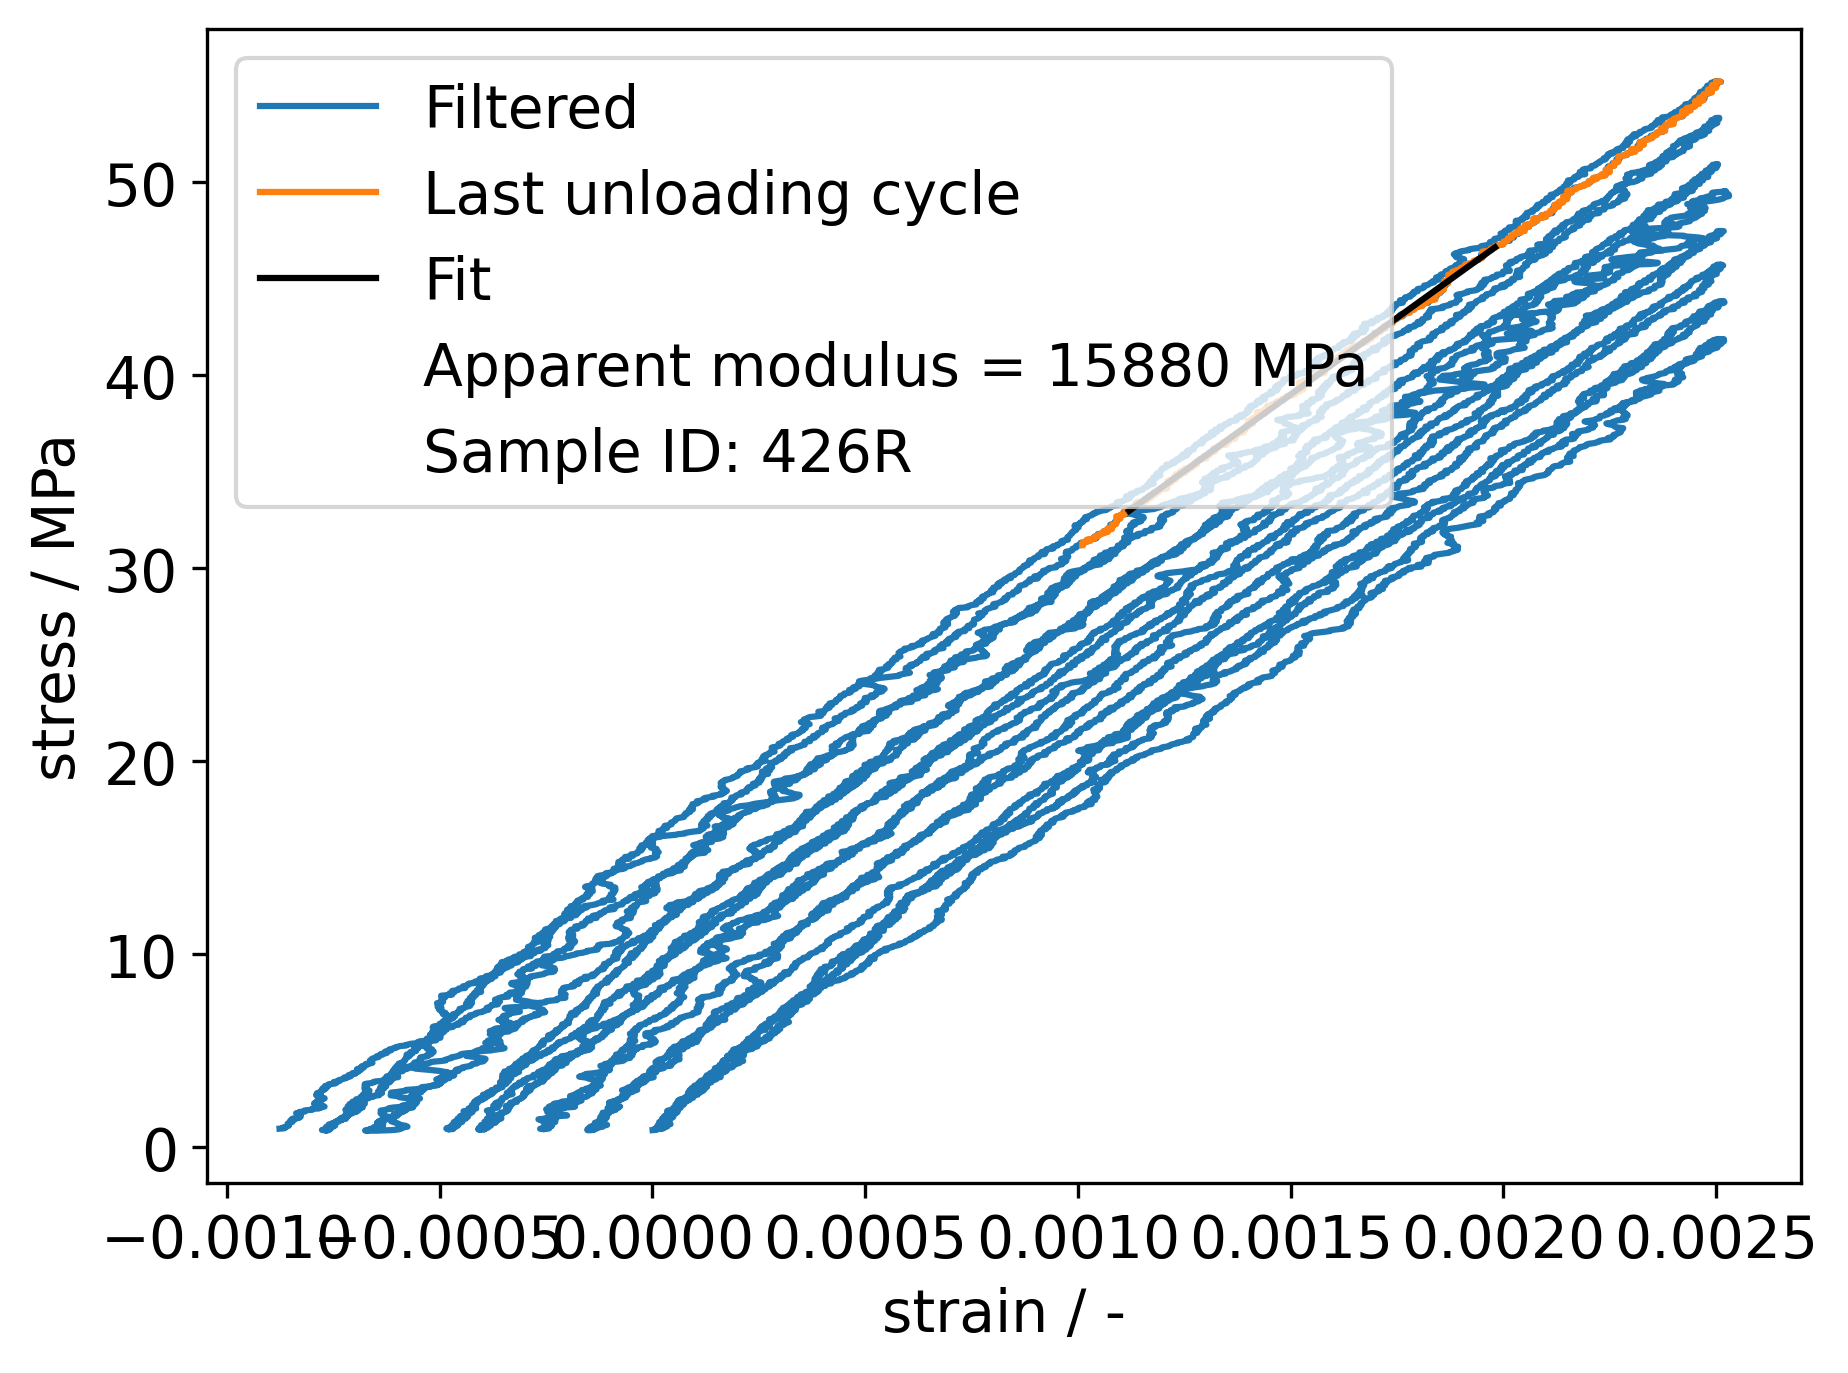 Filtered
Last unloading cycle
Fit
Apparent modulus = 15880 MPa
Sample ID: 426R
stress / MPa
50
40
30
20
10
0
−0.0010 −0.0005 0.0000 0.0005 0.0010 0.0015 0.0020 0.0025
strain / -